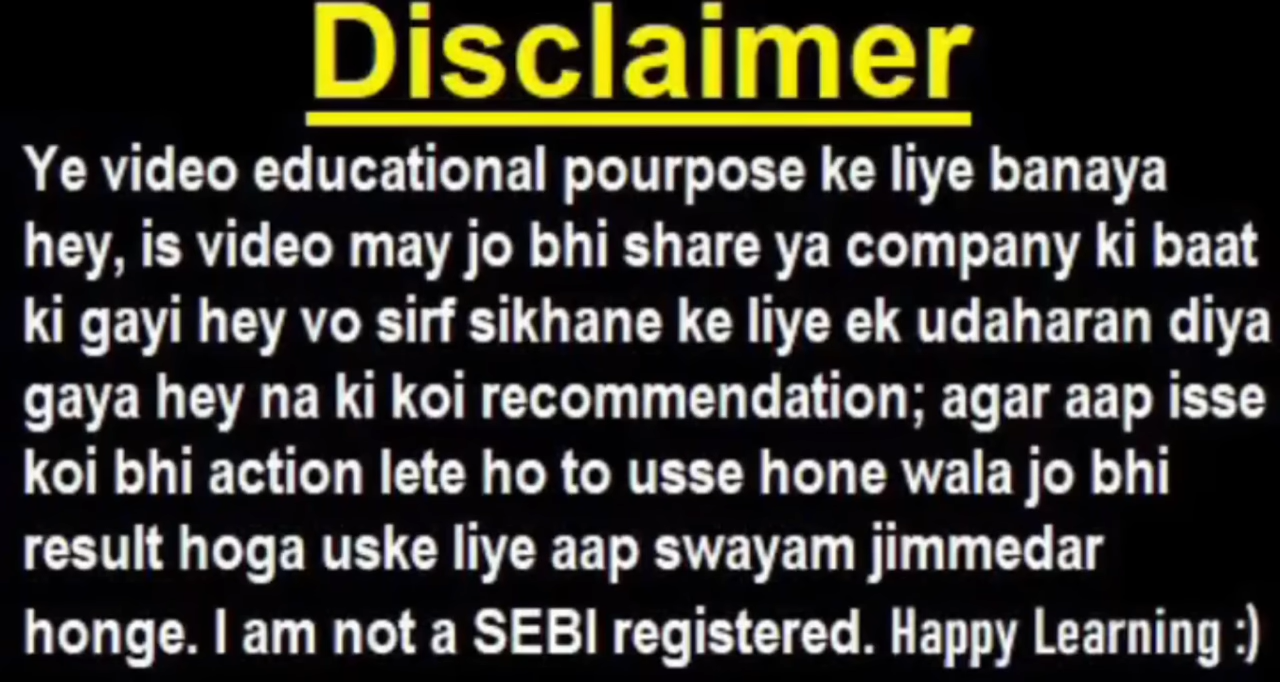 Disclaimer
Ye video educational pourpose ke liye banaya
hey, is video may jo bhi share ya company ki baat
ki gayi hey vo sirf sikhane ke liye ek udaharan diya
gaya hey na ki koi recommendation; agar aap isse
koi bhi action lete ho to usse hone wala jo bhi
result hoga uske liye aap swayam jimmedar
honge. I am not a SEBI registered. Happy Learning :)